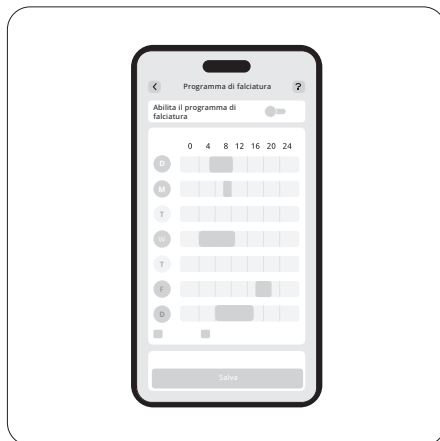 Programma di falciatura ?
Abilita il programma di
falciatura
0 4 8 12 16 20 24
D
M
T
W
T
F
D
Salva